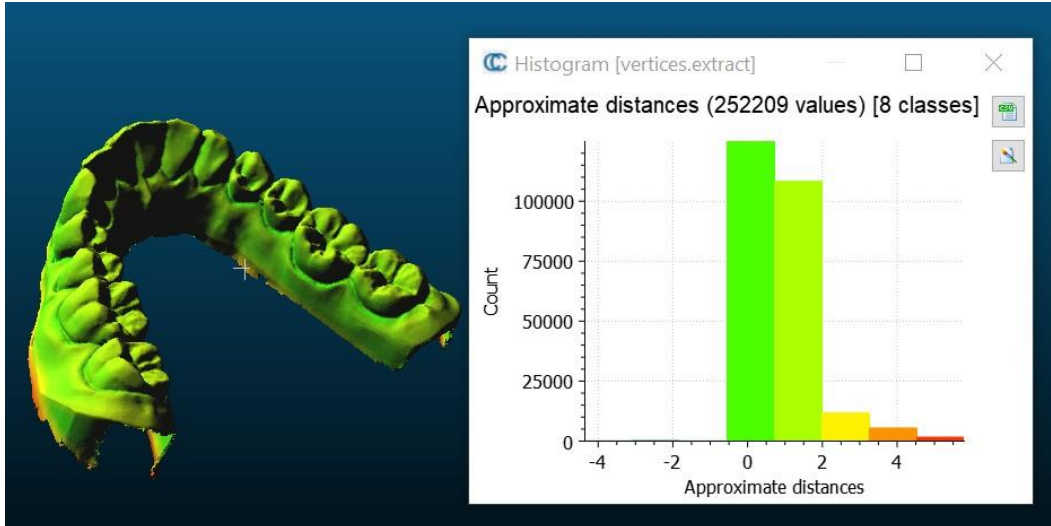 Histogram [vertices.extract]
Approximate distances (252209 values) [8 classes]
100000
75000
50000
25000
0
Count
-4 -2 0 2 4
Approximate distances